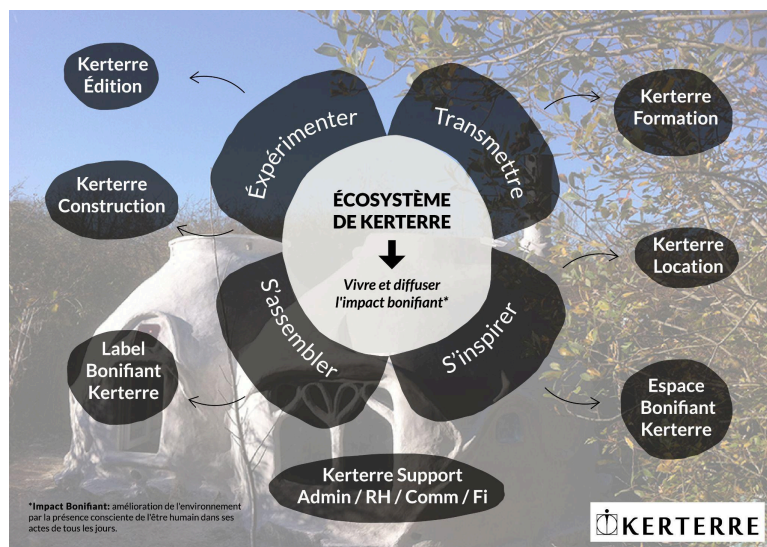 Kerterre
Édition
Expérimenter
Transmettre
Kerterre
Formation
Kerterre
Construction
ÉCOSYSTÈME
DE KERTERRE
Vivre et diffuser
l'impact bonifiant*
Kerterre
Location
S'assembler
S'inspirer
Label
Bonifiant
Kerterre
Espace
Bonifiant
Kerterre
Kerterre Support
Admin / RH / Comm / Fi
*Impact Bonifiant: amélioration de l'environnement
par la présence consciente de l'être humain dans ses
actes de tous les jours.
KERTERRE